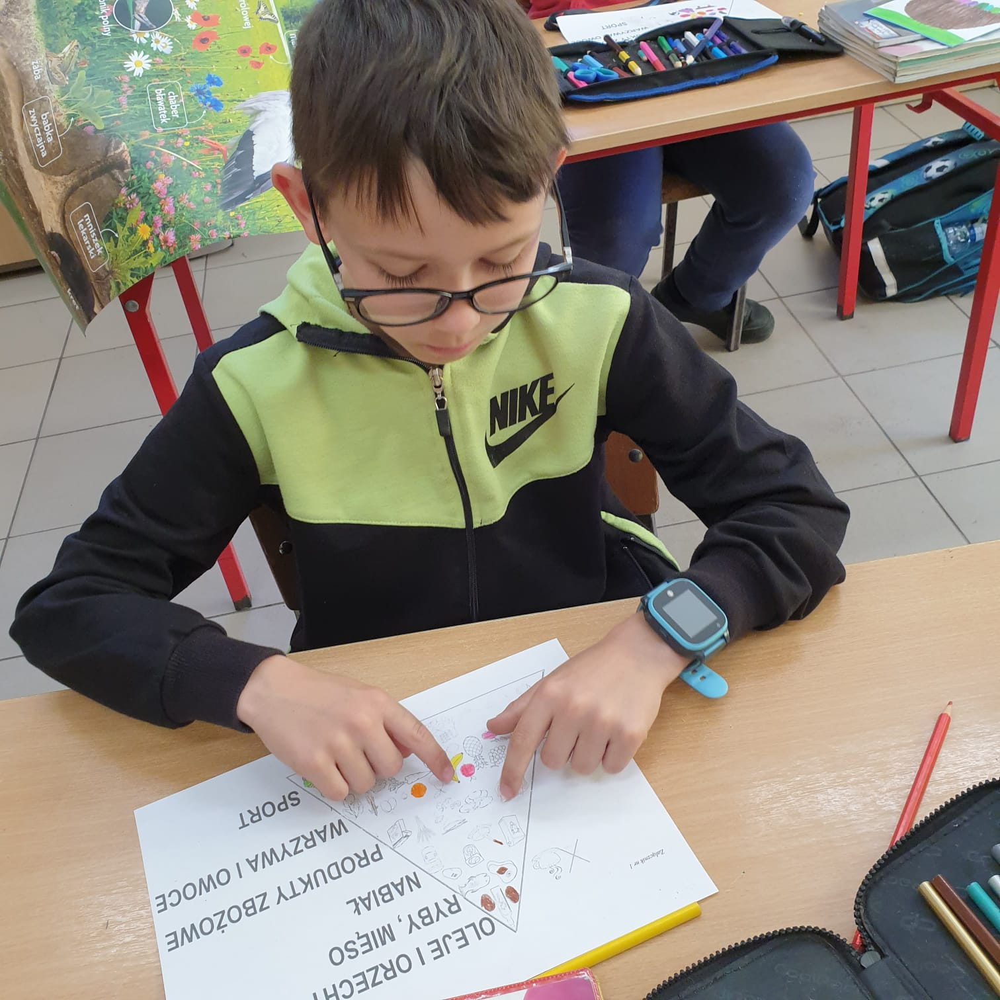 żaba
babka
zwyczajna
mniszek
lekarski
chaber
bławatek
NIKE
SPORT
WARZYWA I OWOCE
PRODUKTY ZBOŻOWE
NABIAŁ
RYBY, MIĘSO
OLEJE I ORZECHY
Załącznik nr 1
SPORT